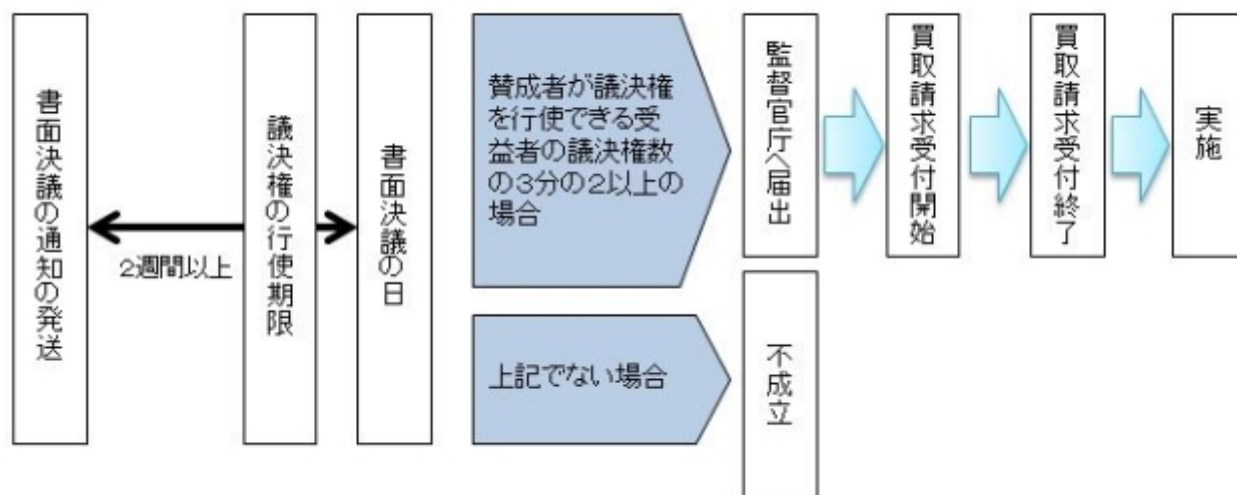 書面決議の通知の発送
2週間以上
議決権の行使期限
書面決議の日
賛成者が議決権
を行使できる受
益者の議決権数
の3分の2以上の
場合
監督官庁へ届出
買取請求受付開始
買取請求受付終了
実施
上記でない場合
不成立